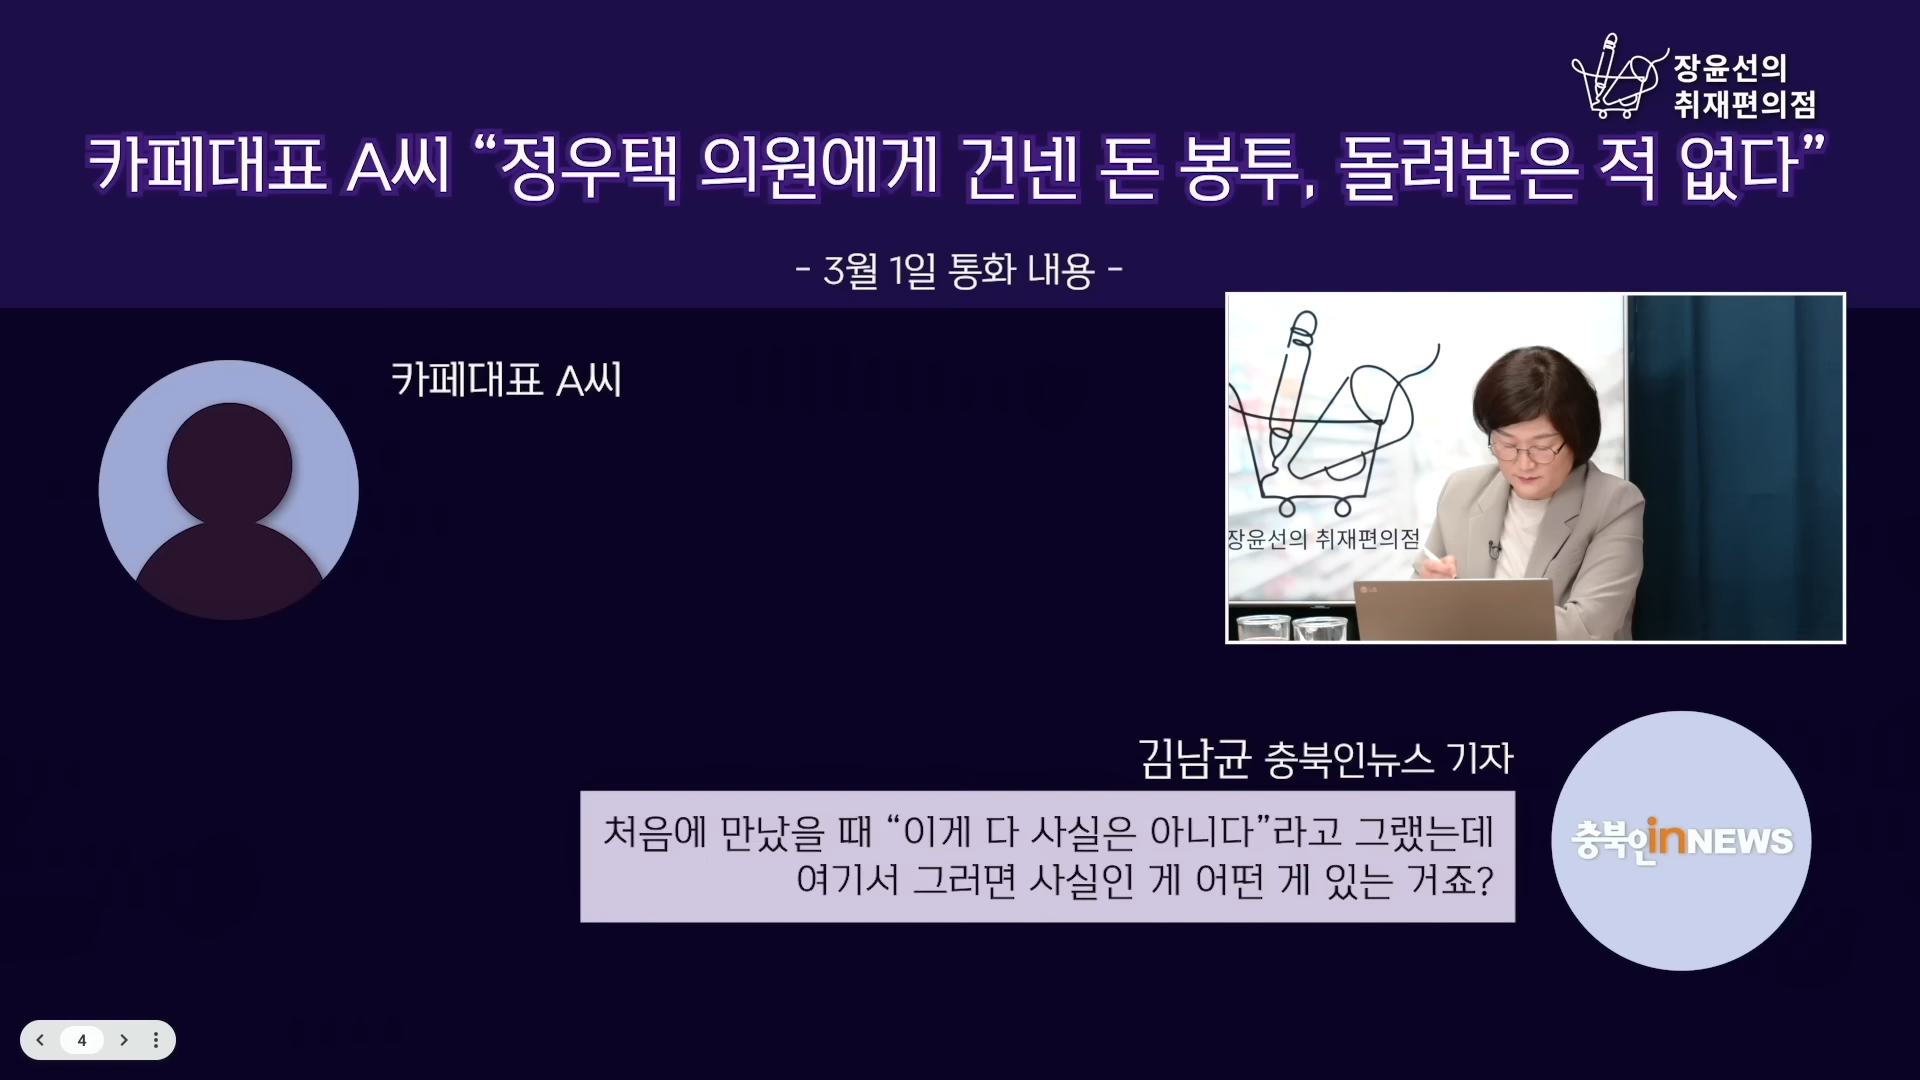 장윤선의
취재편의점
카페대표 A씨 “정우택 의원에게 건넨 돈 봉투, 돌려받은 적 없다”
- 3월 1일 통화 내용 -
카페대표 A씨
장윤선의 취재편의점
LG
김남균 충북인뉴스 기자
처음에 만났을 때 “이게 다 사실은 아니다”라고 그랬는데
여기서 그러면 사실인 게 어떤 게 있는 거죠?
충북인inNEWS
4